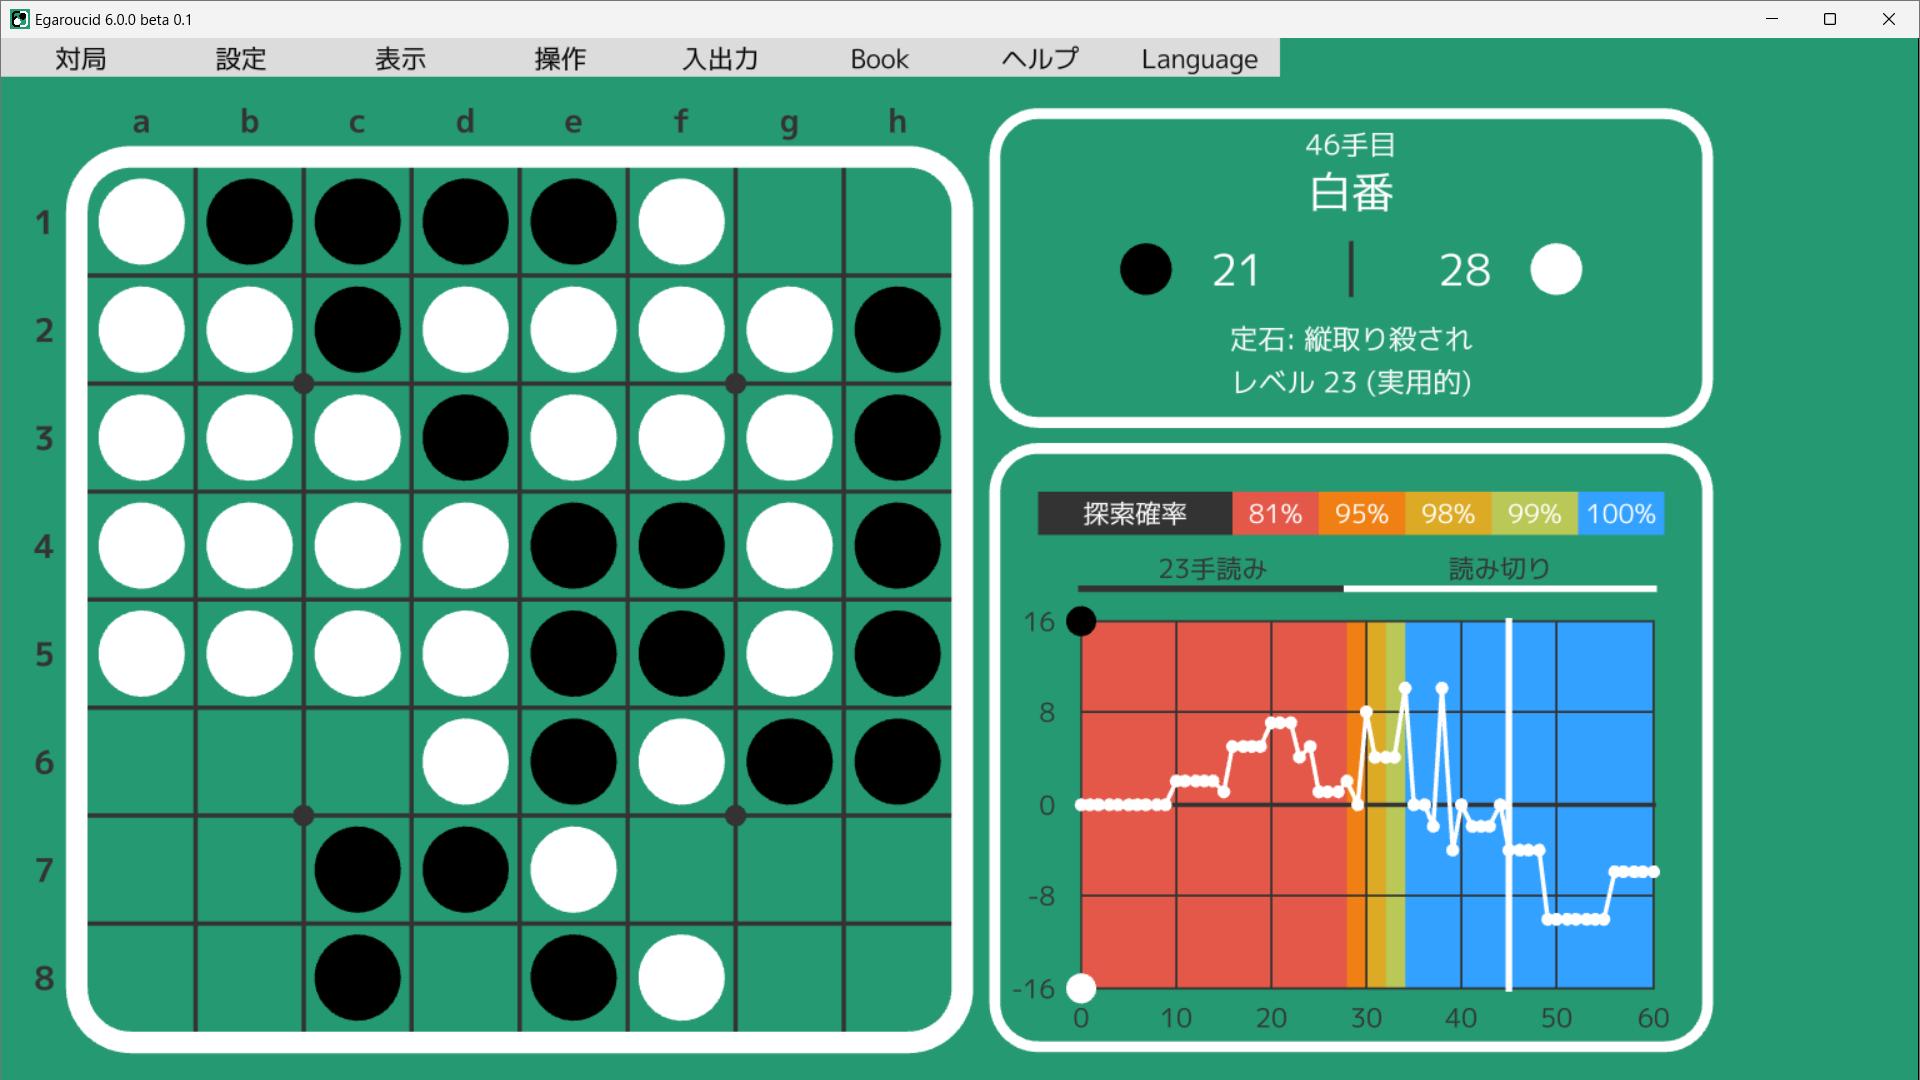 Egaroucid 6.0.0 beta 0.1
対局 設定 表示 操作 入出力 Book ヘルプ Language
a b c d e f g h
1
2
3
4
5
6
7
8
46手目
白番
21 28
定石: 縦取り殺され
レベル 23 (実用的)
探索確率 81% 95% 98% 99% 100%
23手読み 読み切り
16
8
0
-8
-16
0 10 20 30 40 50 60